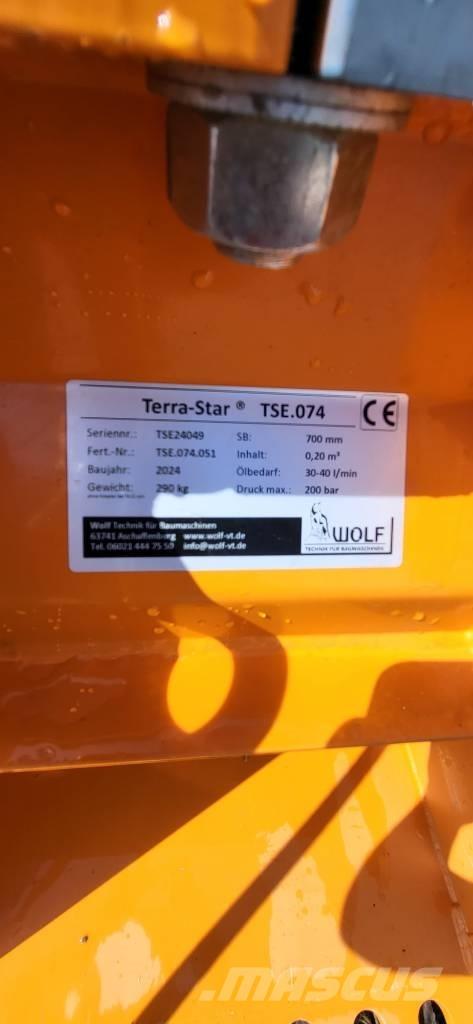 Terra-Star ® TSE.074 CE
Seriennr.: TSE24049 SB: 700 mm
Fert.-Nr.: TSE.074.051 Inhalt: 0,20 m³
Baujahr: 2024 Ölbedarf: 30-40 l/min
Gewicht: 290 kg Druck max.: 200 bar
Wolf Technik für Baumaschinen
63741 Aschaffenburg www.wolf-vt.de
Tel. 06021 444 75 59 info@wolf-vt.de
WOLF
TECHNIK FÜR BAUMASCHINEN
mascus